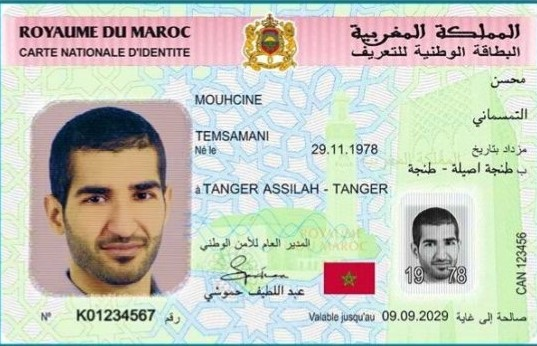 ROYAUME DU MAROC
المملكة المغربية
CARTE NATIONALE D'IDENTITE
البطاقة الوطنية للتعريف
محسن
MOUHCINE
التمسماني
TEMSAMANI
Né le 29.11.1978 مزداد بتاريخ
ب طنجة اصيلة - طنجة
à TANGER ASSILAH - TANGER
ROYAUME DU MAROC
المدير العام للأمن الوطني
عبد اللطيف حموشي
1978
CAN 123456
N° K01234567 رقم
Valable jusqu'au 09.09.2029 صالحة إلى غاية